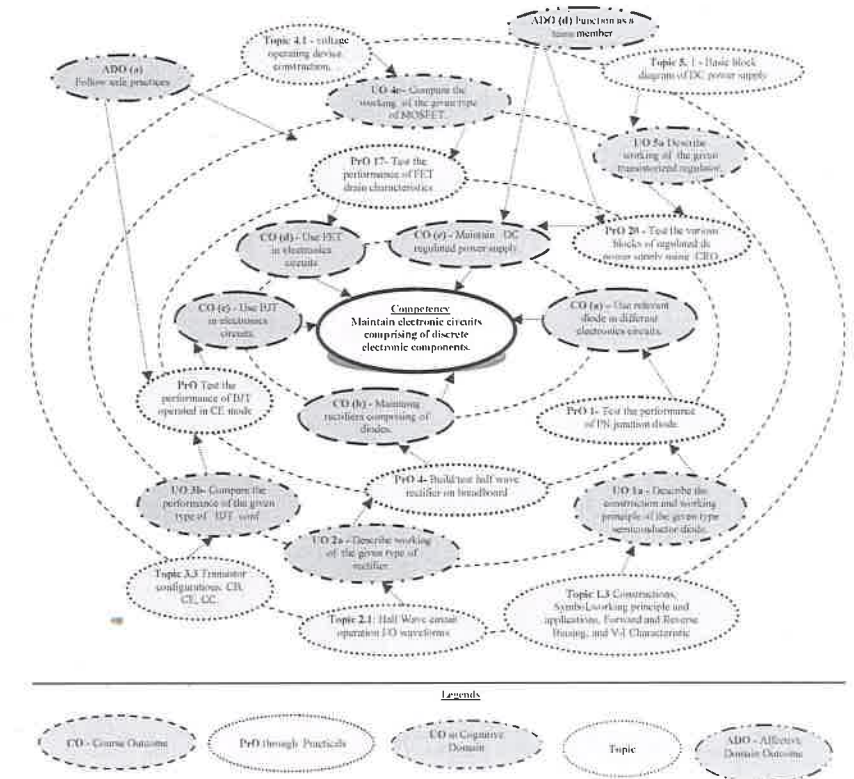 ADO (d) Function as a
team member
Topic 4.1 - voltage
operating device
construction.
ADO (a)
Follow safe practices
Topic 5. 1 - Basic block
diagram of DC power supply
UO 4c- Compare the
working of the given type
of MOSFET.
UO 5a Describe
working of the given
transistorized regulator.
PrO 17- Test the
performance of FET
drain characteristics
CO (d) - Use FET
in electronics
circuits
CO (e) - Maintain DC
regulated power supply
PrO 20 - Test the various
blocks of regulated dc
power supply using CRO.
CO (c) - Use BJT
in electronics
circuits.
Competency
Maintain electronic circuits
comprising of discrete
electronic components.
CO (a) - Use relevant
diode in different
electronics circuits.
PrO Test the
performance of BJT
operated in CE mode
CO (b) - Maintain
rectifiers comprising of
diodes.
PrO 1- Test the performance
of PN junction diode.
PrO 4- Build/test half wave
rectifier on breadboard
UO 3b- Compare the
performance of the given
type of BJT conf
UO 2a - Describe working
of the given type of
rectifier.
UO 1a - Describe the
construction and working
principle of the given type
semiconductor diode.
Topic 3.3 Transistor
configurations: CB,
CE, CC.
Topic 2.1: Half Wave circuit
operation I/O waveforms
Topic 1.3 Constructions,
Symbol,working principle and
applications, Forward and Reverse
Biasing, and V-I Characteristic
Legends
CO - Course Outcome
PrO through Practicals
UO in Cognitive
Domain
Topic
ADO - Affective
Domain Outcome